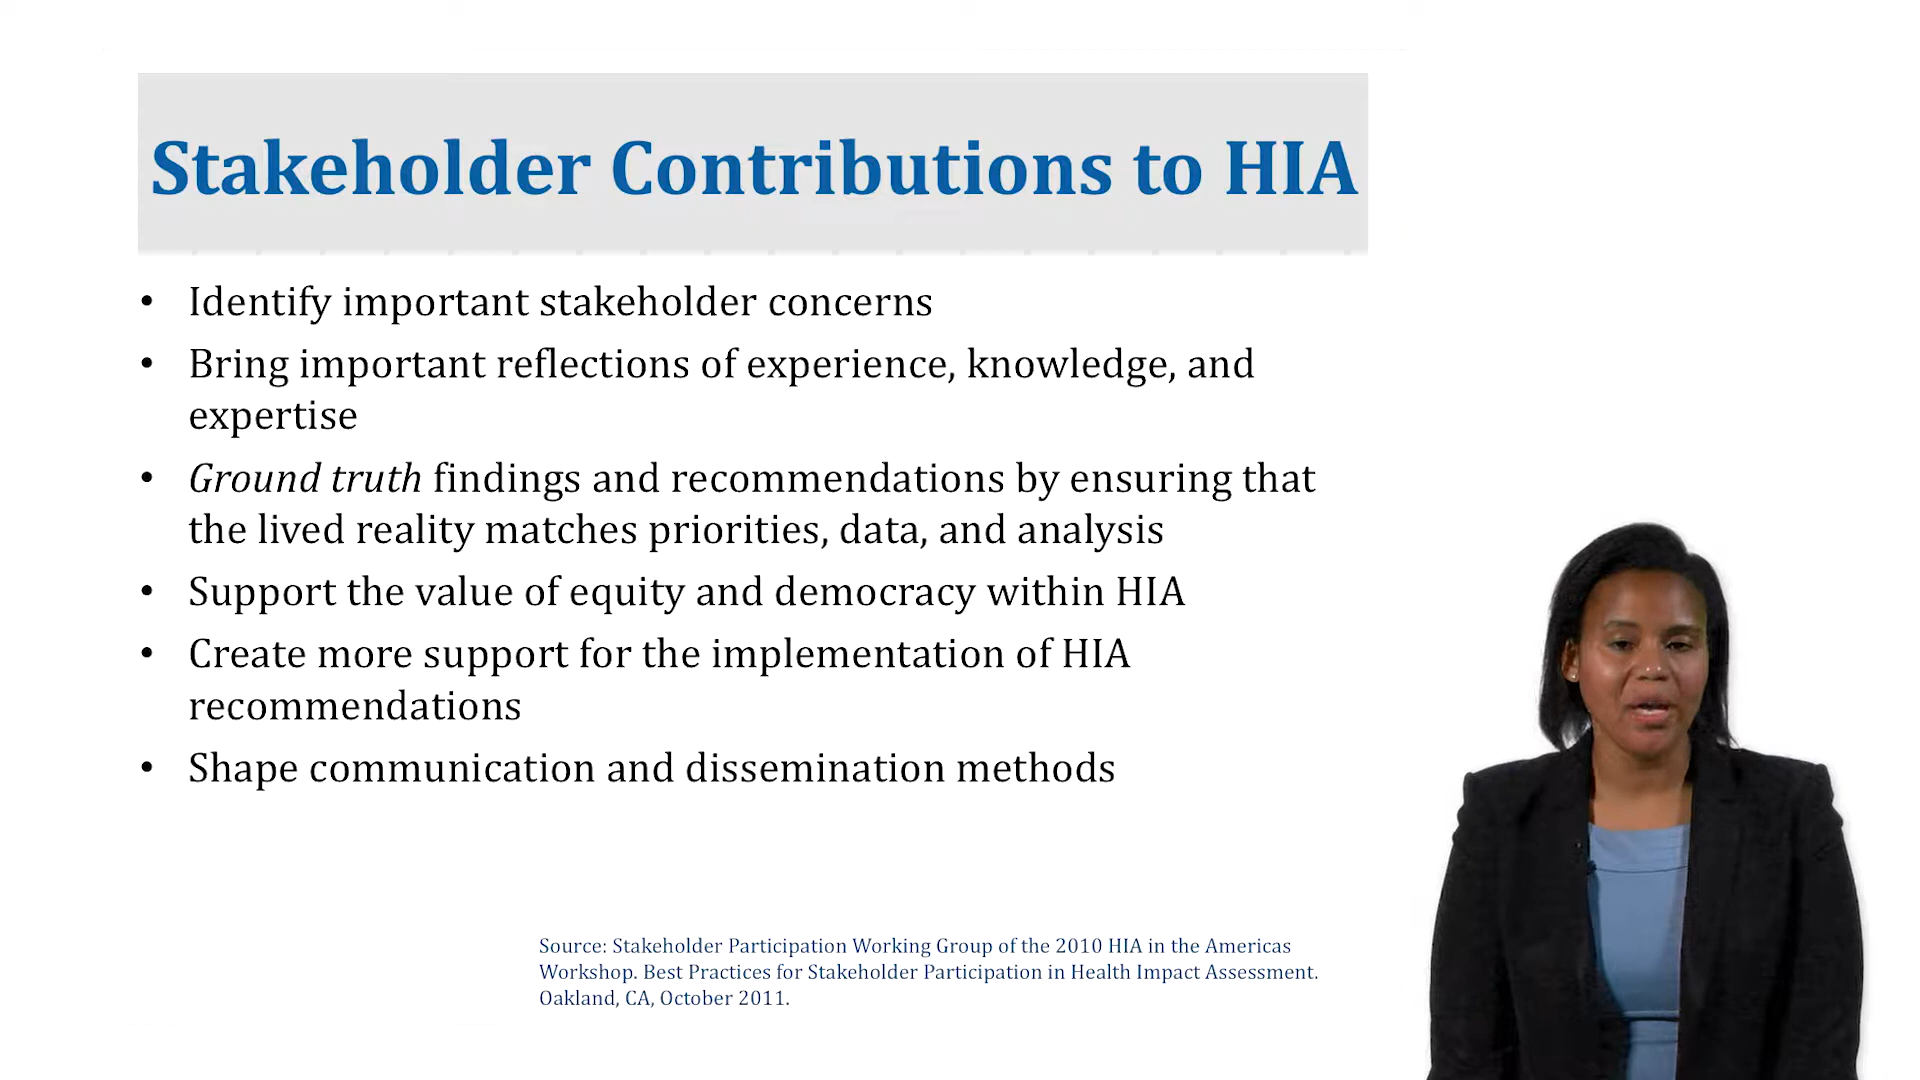 Stakeholder Contributions to HIA
• Identify important stakeholder concerns
• Bring important reflections of experience, knowledge, and
expertise
• Ground truth findings and recommendations by ensuring that
the lived reality matches priorities, data, and analysis
• Support the value of equity and democracy within HIA
• Create more support for the implementation of HIA
recommendations
• Shape communication and dissemination methods
Source: Stakeholder Participation Working Group of the 2010 HIA in the Americas
Workshop. Best Practices for Stakeholder Participation in Health Impact Assessment.
Oakland, CA, October 2011.